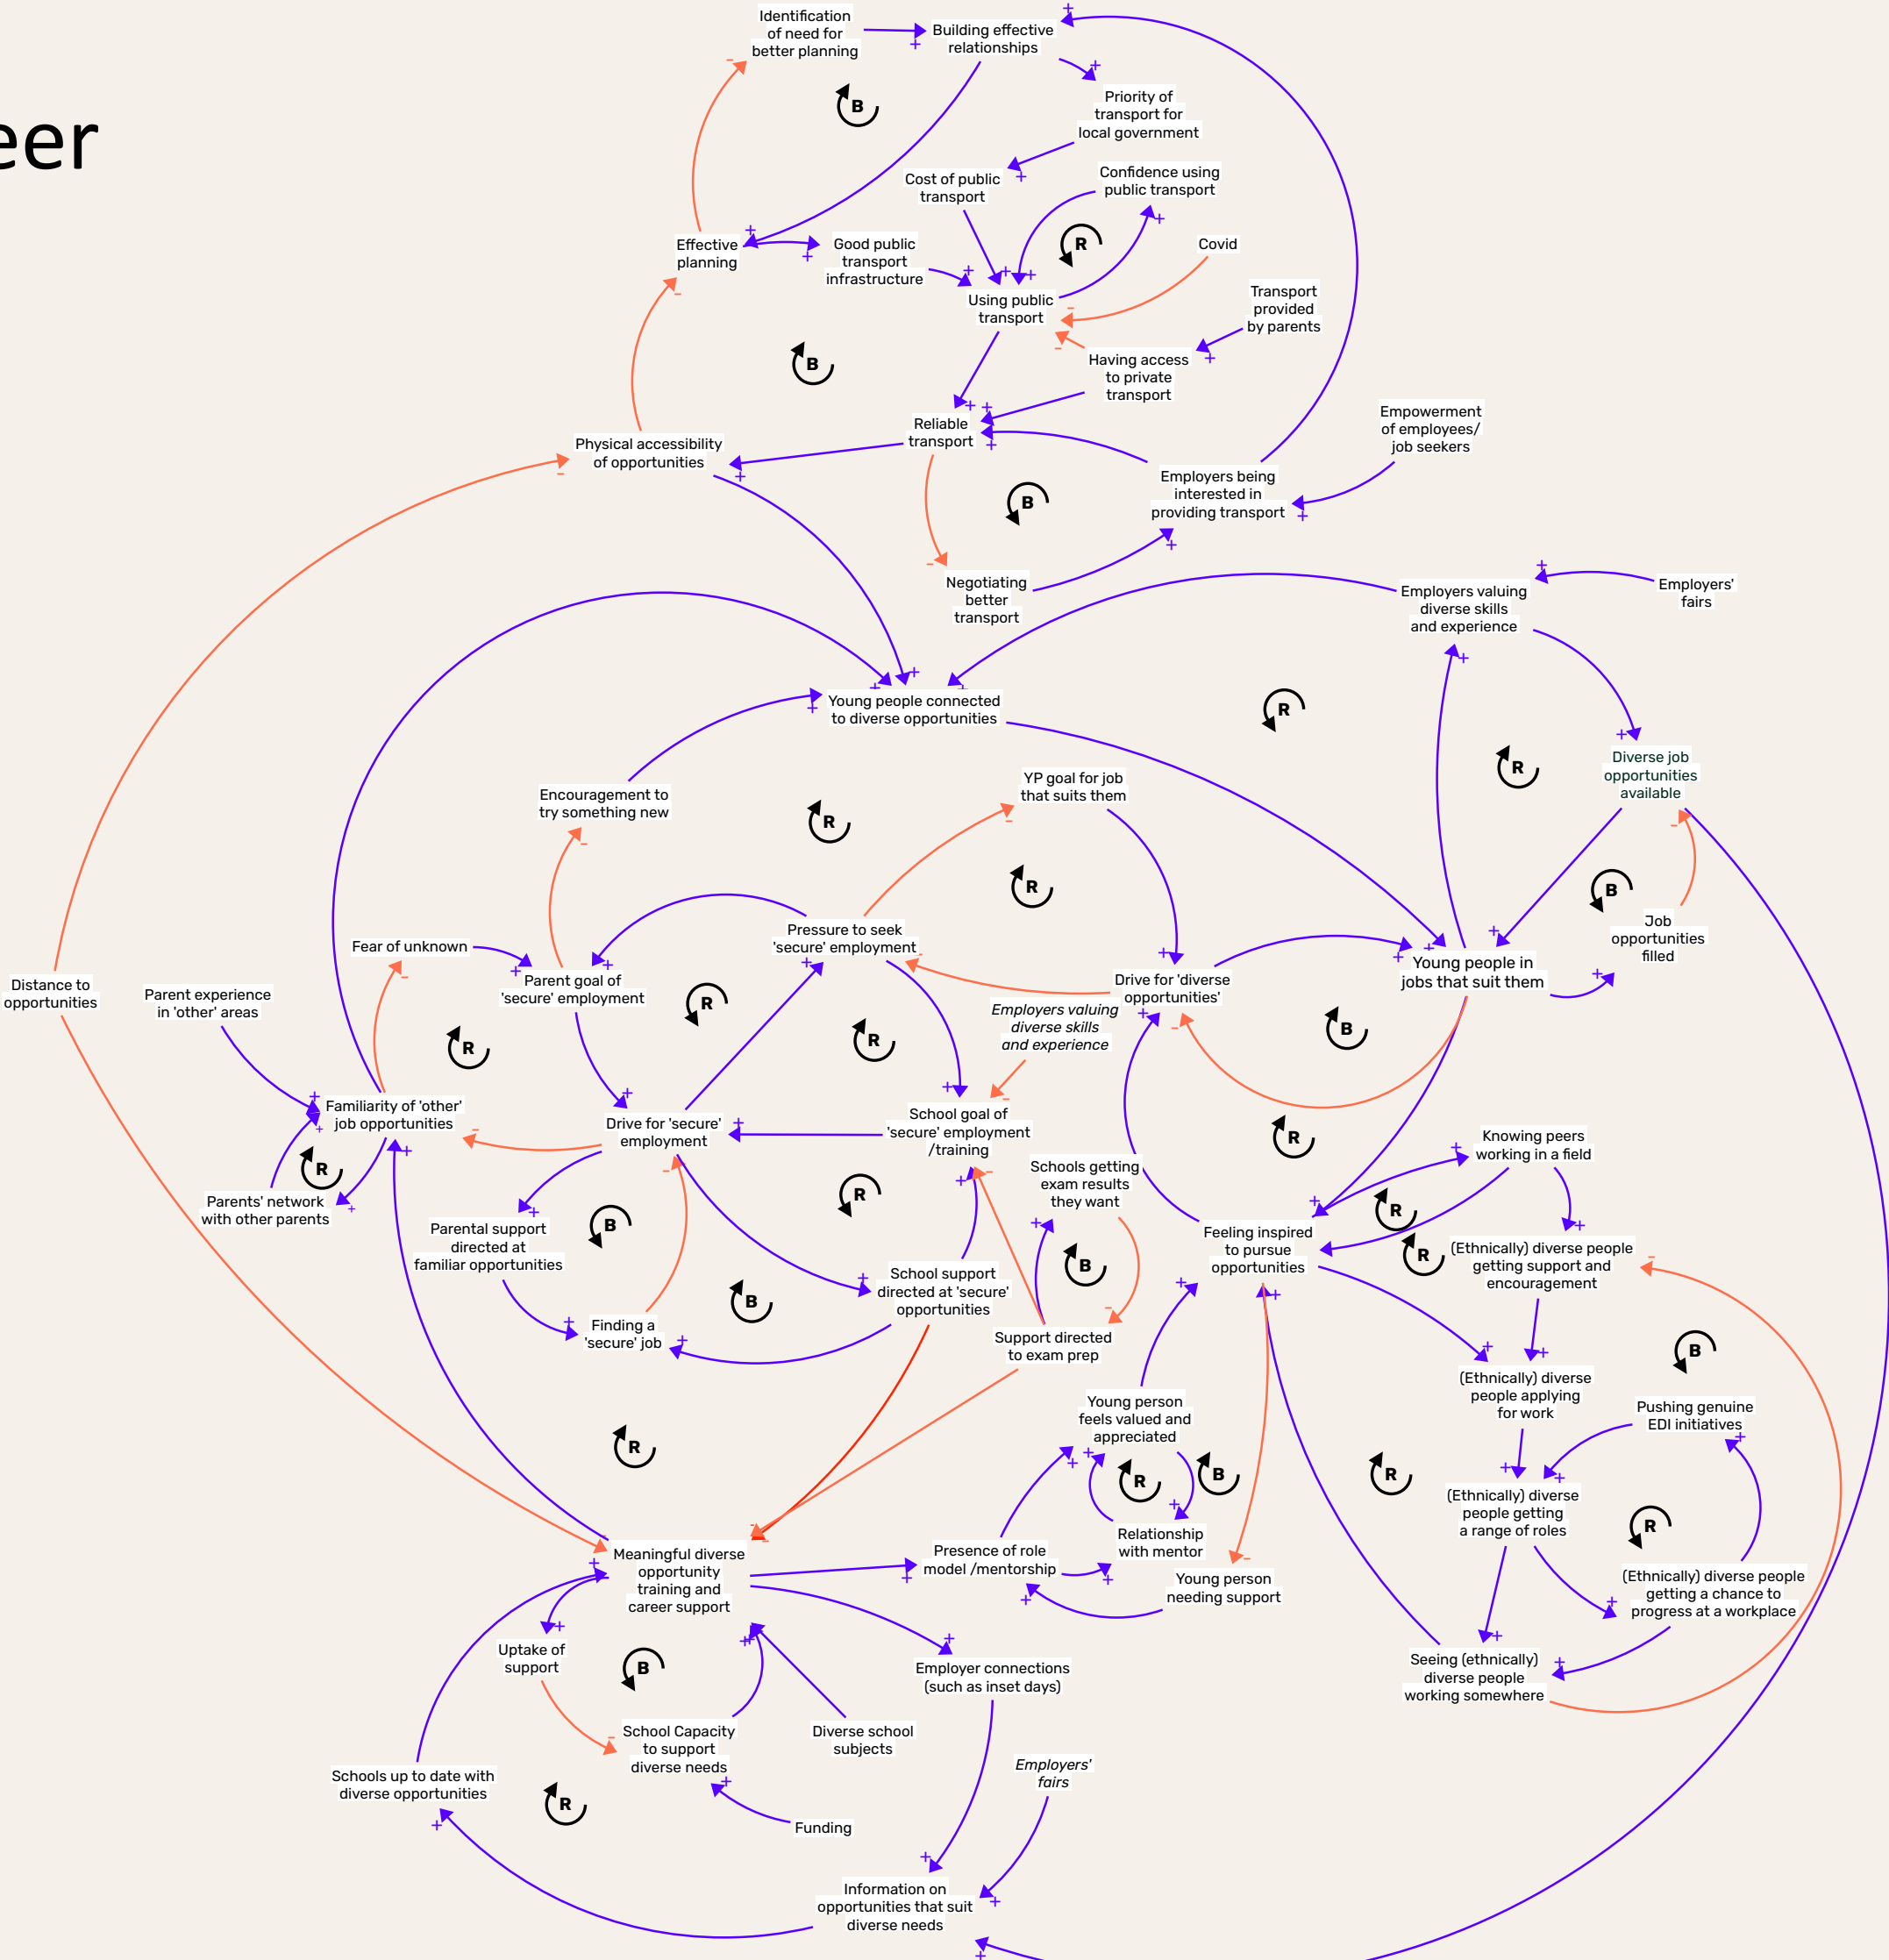 eer
Identification
of need for
better planning
Building effective
relationships
B
Priority of
transport for
local government
Cost of public
transport
Confidence using
public transport
Effective
planning
Good public
transport
infrastructure
R
Covid
Using public
transport
Transport
provided
by parents
B
Having access
to private
transport
Reliable
transport
Empowerment
of employees/
job seekers
Physical accessibility
of opportunities
Employers being
interested in
providing transport
B
Negotiating
better
transport
Employers valuing
diverse skills
and experience
Employers'
fairs
Young people connected
to diverse opportunities
R
R
Diverse job
opportunities
available
Encouragement to
try something new
YP goal for job
that suits them
R
R
B
Job
opportunities
filled
Pressure to seek
'secure' employment
Fear of unknown
Parent goal of
'secure' employment
Drive for 'diverse
opportunities'
Young people in
jobs that suit them
Distance to
opportunities
Parent experience
in 'other' areas
R
Employers valuing
diverse skills
and experience
B
R
R
Familiarity of 'other'
job opportunities
Drive for 'secure'
employment
School goal of
'secure' employment
/training
R
Knowing peers
working in a field
R
Parents' network
with other parents
Schools getting
exam results
they want
R
R
Parental support
directed at
familiar opportunities
B
Feeling inspired
to pursue
opportunities
R
(Ethnically) diverse people
getting support and
encouragement
B
School support
directed at 'secure'
opportunities
B
Finding a
'secure' job
Support directed
to exam prep
B
(Ethnically) diverse
people applying
for work
Young person
feels valued and
appreciated
Pushing genuine
EDI initiatives
R
R
B
R
(Ethnically) diverse
people getting
a range of roles
R
Relationship
with mentor
Presence of role
model /mentorship
Meaningful diverse
opportunity
training and
career support
Young person
needing support
(Ethnically) diverse people
getting a chance to
progress at a workplace
Uptake of
support
B
Employer connections
(such as inset days)
Seeing (ethnically)
diverse people
working somewhere
School Capacity
to support
diverse needs
Diverse school
subjects
Schools up to date with
diverse opportunities
Employers'
fairs
R
Funding
Information on
opportunities that suit
diverse needs